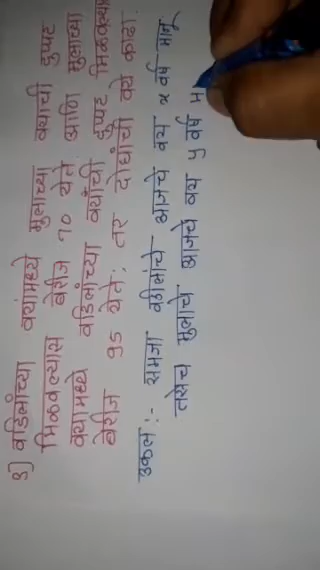 ३) वडिलांच्या वयांमध्ये मुलाच्या वयाची दुप्पट
मिळवल्यास बेरीज 70 येते आणि मुलाच्या
वयामध्ये वडिलांच्या वयाची दुप्पट मिळवल्यास
बेरीज 95 येते; तर दोघांची वये काढा.
उकल :- समजा वडीलांचे आजचे वय x वर्षे मानू
तसेच मुलाचे आजचे वय y वर्षे म